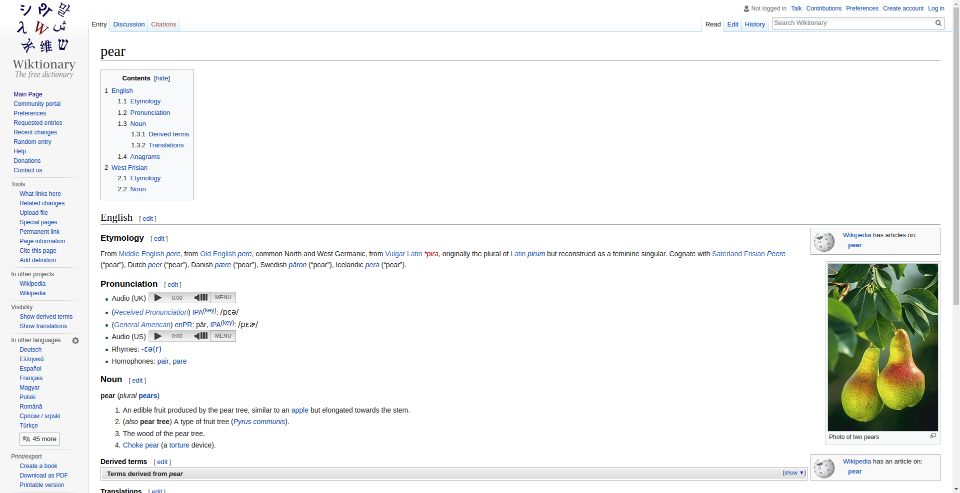 Wiktionary
The free dictionary
Main Page
Community portal
Preferences
Requested entries
Recent changes
Random entry
Help
Donations
Contact us
Tools
What links here
Related changes
Upload file
Special pages
Permanent link
Page information
Cite this page
Add definition
In other projects
Wikipedia
Wikipedia
Visibility
Show derived terms
Show translations
In other languages
Deutsch
Ελληνικά
Español
Français
Magyar
Polski
Română
Српски / srpski
Türkçe
45 more
Print/export
Create a book
Download as PDF
Printable version
Not logged in Talk Contributions Preferences Create account Log in
Entry Discussion Citations Read Edit History Search Wiktionary
pear
Contents [hide]
1 English
1.1 Etymology
1.2 Pronunciation
1.3 Noun
1.3.1 Derived terms
1.3.2 Translations
1.4 Anagrams
2 West Frisian
2.1 Etymology
2.2 Noun
English [ edit ]
Etymology [ edit ]
From Middle English pere, from Old English pere, common North and West Germanic, from Vulgar Latin *pira, originally the plural of Latin pirum but reconstructed as a feminine singular. Cognate with Saterland Frisian Peere
("pear"), Dutch peer ("pear"), Danish pære ("pear"), Swedish päron ("pear"), Icelandic pera ("pear").
Pronunciation [ edit ]
Audio (UK) 0:00 MENU
(Received Pronunciation) IPA(key): /pɛə/
(General American) enPR: pâr, IPA(key): /pɛɚ/
Audio (US) 0:00 MENU
Rhymes: -ɛə(r)
Homophones: pair, pare
Noun [ edit ]
pear (plural pears)
1. An edible fruit produced by the pear tree, similar to an apple but elongated towards the stem.
2. (also pear tree) A type of fruit tree (Pyrus communis).
3. The wood of the pear tree.
4. Choke pear (a torture device).
Derived terms [ edit ]
Terms derived from pear [show ▼]
Translations [ edit ]
Wikipedia has articles on:
pear
Photo of two pears
Wikipedia has an article on:
pear